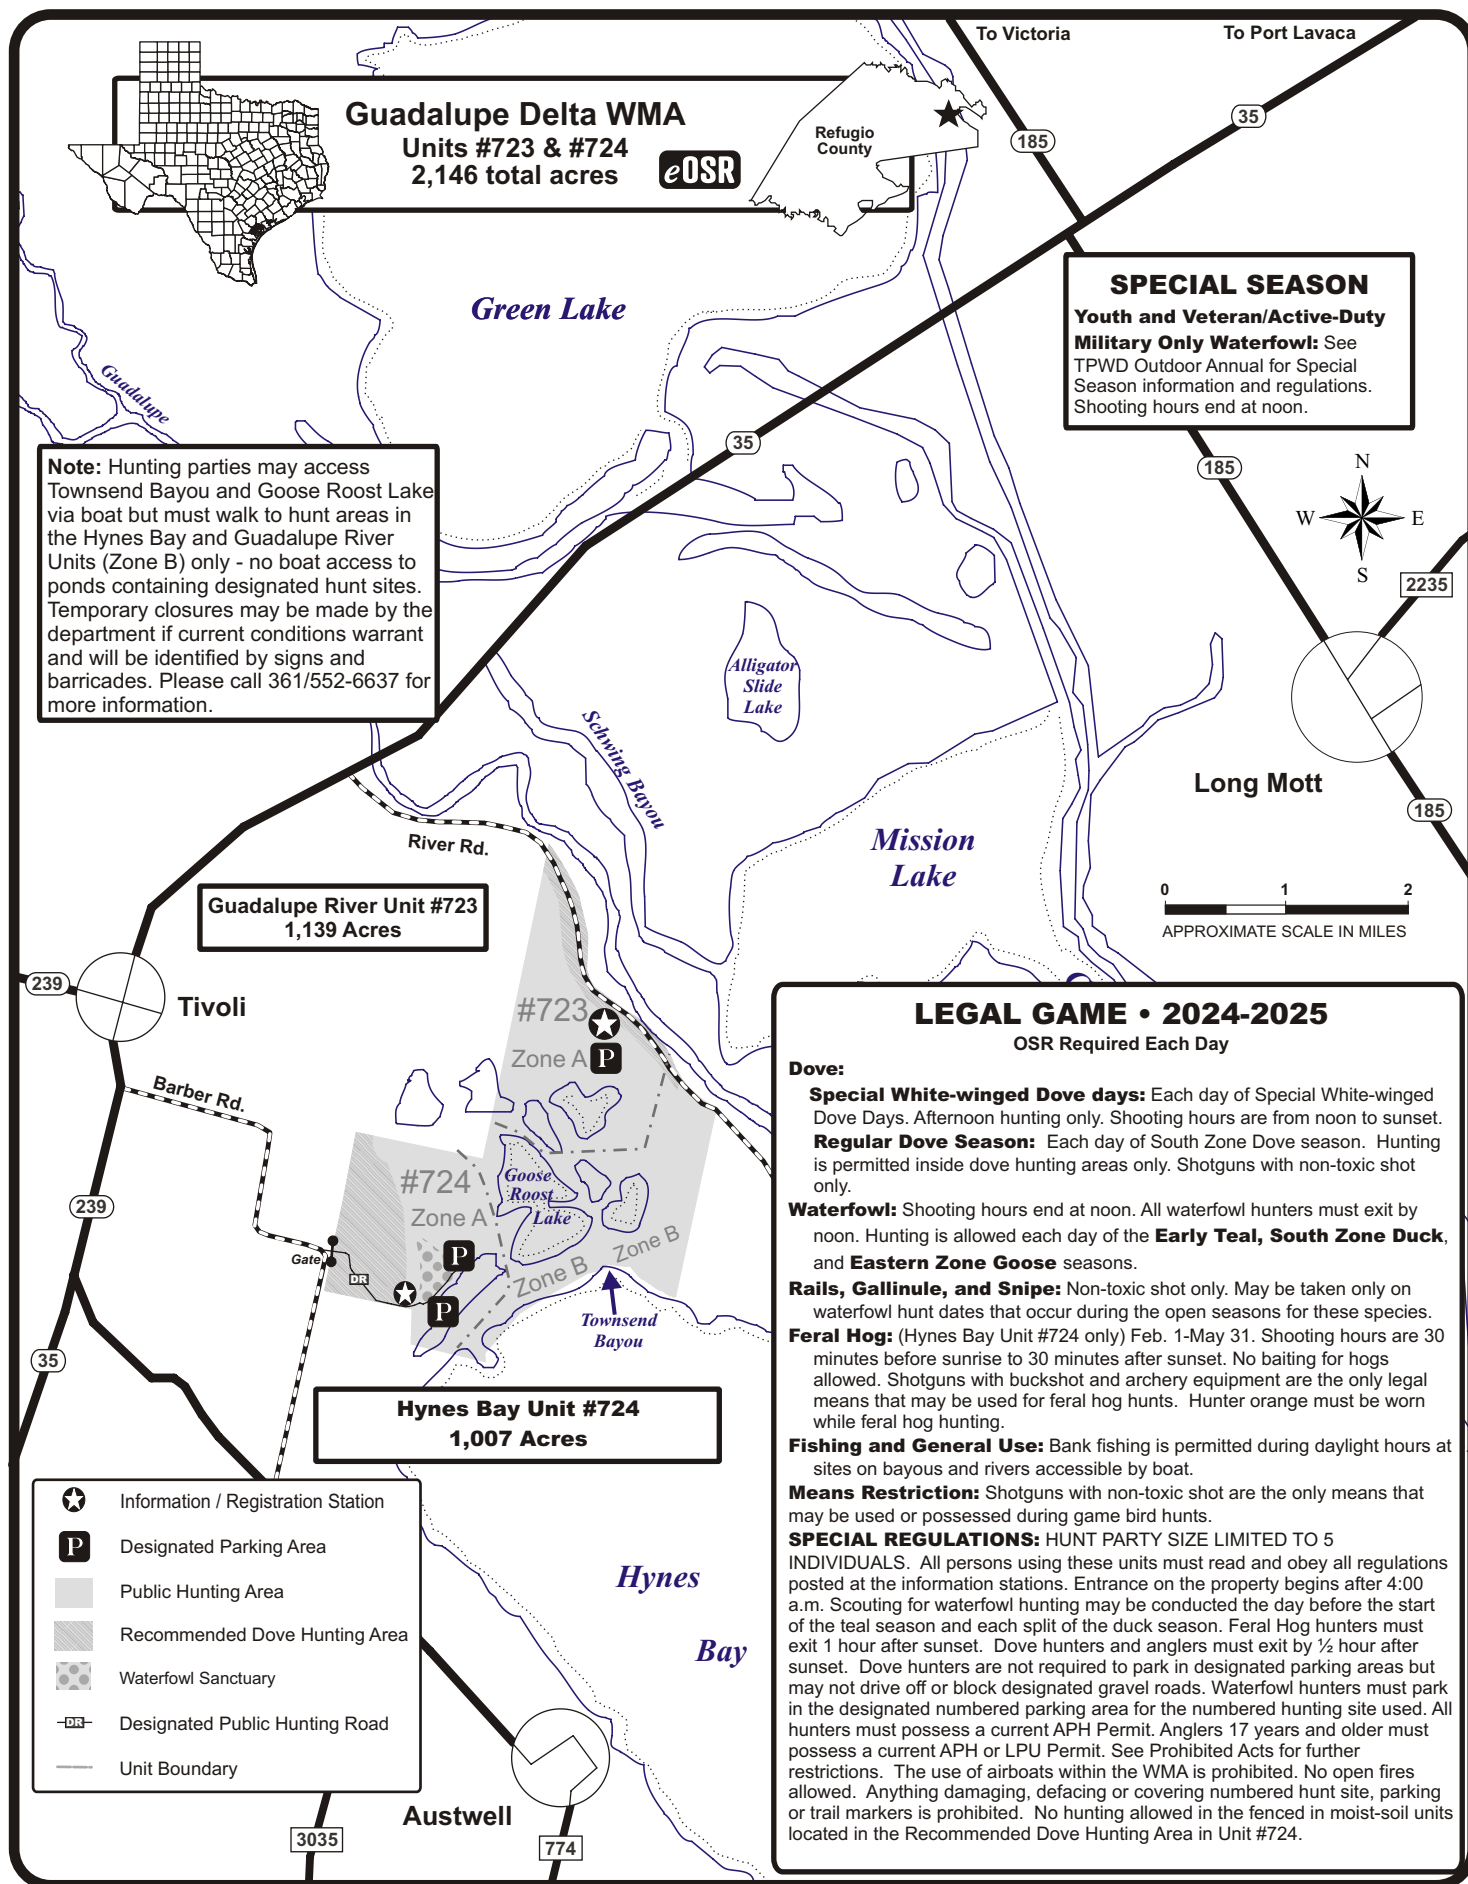 To Victoria
To Port Lavaca
Guadalupe Delta WMA
Units #723 & #724
2,146 total acres
eOSR
Refugio
County
185
35
Green Lake
Guadalupe
SPECIAL SEASON
Youth and Veteran/Active-Duty
Military Only Waterfowl: See
TPWD Outdoor Annual for Special
Season information and regulations.
Shooting hours end at noon.
35
185
N
W
E
S
2235
Note: Hunting parties may access
Townsend Bayou and Goose Roost Lake
via boat but must walk to hunt areas in
the Hynes Bay and Guadalupe River
Units (Zone B) only - no boat access to
ponds containing designated hunt sites.
Temporary closures may be made by the
department if current conditions warrant
and will be identified by signs and
barricades. Please call 361/552-6637 for
more information.
Alligator
Slide
Lake
Schwing Bayou
Long Mott
185
River Rd.
Mission
Lake
0 1 2
APPROXIMATE SCALE IN MILES
Guadalupe River Unit #723
1,139 Acres
239
Tivoli
#723
Zone A
P
Barber Rd.
#724
Zone A
Goose
Roost
Lake
239
Gate
DR
P
P
Zone B
Zone B
Townsend
Bayou
35
Hynes Bay Unit #724
1,007 Acres
LEGAL GAME • 2024-2025
OSR Required Each Day
Dove:
Special White-winged Dove days: Each day of Special White-winged
Dove Days. Afternoon hunting only. Shooting hours are from noon to sunset.
Regular Dove Season: Each day of South Zone Dove season. Hunting
is permitted inside dove hunting areas only. Shotguns with non-toxic shot
only.
Waterfowl: Shooting hours end at noon. All waterfowl hunters must exit by
noon. Hunting is allowed each day of the Early Teal, South Zone Duck,
and Eastern Zone Goose seasons.
Rails, Gallinule, and Snipe: Non-toxic shot only. May be taken only on
waterfowl hunt dates that occur during the open seasons for these species.
Feral Hog: (Hynes Bay Unit #724 only) Feb. 1-May 31. Shooting hours are 30
minutes before sunrise to 30 minutes after sunset. No baiting for hogs
allowed. Shotguns with buckshot and archery equipment are the only legal
means that may be used for feral hog hunts. Hunter orange must be worn
while feral hog hunting.
Fishing and General Use: Bank fishing is permitted during daylight hours at
sites on bayous and rivers accessible by boat.
Means Restriction: Shotguns with non-toxic shot are the only means that
may be used or possessed during game bird hunts.
SPECIAL REGULATIONS: HUNT PARTY SIZE LIMITED TO 5
INDIVIDUALS. All persons using these units must read and obey all regulations
posted at the information stations. Entrance on the property begins after 4:00
a.m. Scouting for waterfowl hunting may be conducted the day before the start
of the teal season and each split of the duck season. Feral Hog hunters must
exit 1 hour after sunset. Dove hunters and anglers must exit by ½ hour after
sunset. Dove hunters are not required to park in designated parking areas but
may not drive off or block designated gravel roads. Waterfowl hunters must park
in the designated numbered parking area for the numbered hunting site used. All
hunters must possess a current APH Permit. Anglers 17 years and older must
possess a current APH or LPU Permit. See Prohibited Acts for further
restrictions. The use of airboats within the WMA is prohibited. No open fires
allowed. Anything damaging, defacing or covering numbered hunt site, parking
or trail markers is prohibited. No hunting allowed in the fenced in moist-soil units
located in the Recommended Dove Hunting Area in Unit #724.
Information / Registration Station
P Designated Parking Area
Public Hunting Area
Recommended Dove Hunting Area
Waterfowl Sanctuary
DR Designated Public Hunting Road
Unit Boundary
Hynes
Bay
Austwell
3035
774